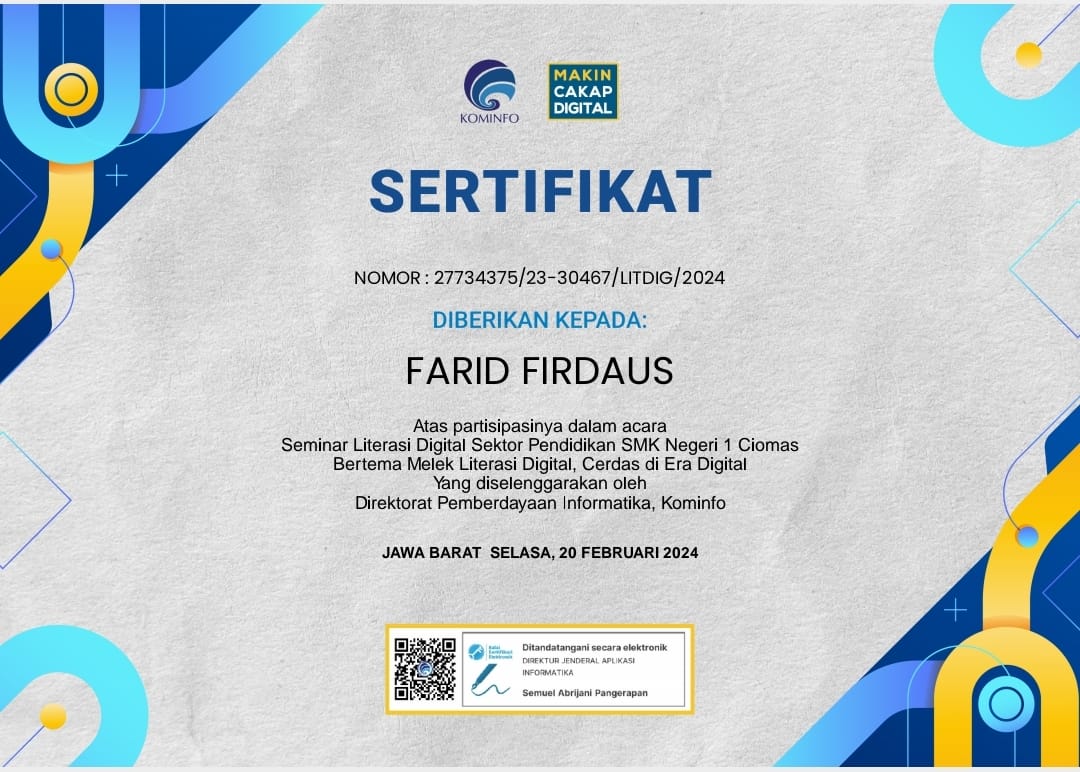 KOMINFO
MAKIN
CAKAP
DIGITAL
SERTIFIKAT
NOMOR : 27734375/23-30467/LITDIG/2024
DIBERIKAN KEPADA:
FARID FIRDAUS
Atas partisipasinya dalam acara
Seminar Literasi Digital Sektor Pendidikan SMK Negeri 1 Ciomas
Bertema Melek Literasi Digital, Cerdas di Era Digital
Yang diselenggarakan oleh
Direktorat Pemberdayaan Informatika, Kominfo
JAWA BARAT SELASA, 20 FEBRUARI 2024
Balai
Sertifikasi
Elektronik
Ditandatangani secara elektronik
DIREKTUR JENDERAL APLIKASI
INFORMATIKA
Semuel Abrijani Pangerapan